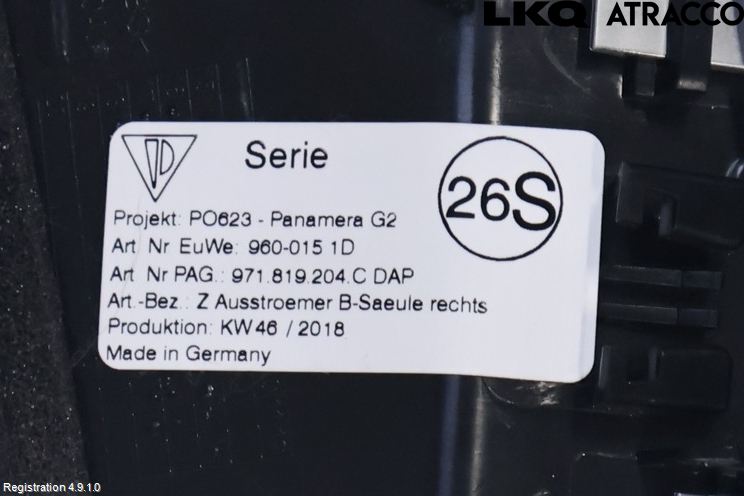 LKQ ATRACCO
Serie
26S
Projekt: PO623 - Panamera G2
Art. Nr. EuWe: 960-015 1D
Art. Nr PAG.: 971.819.204.C DAP
Art.-Bez.: Z Ausstroemer B-Saeule rechts
Produktion: KW46 / 2018
Made in Germany
Registration 4.9.1.0